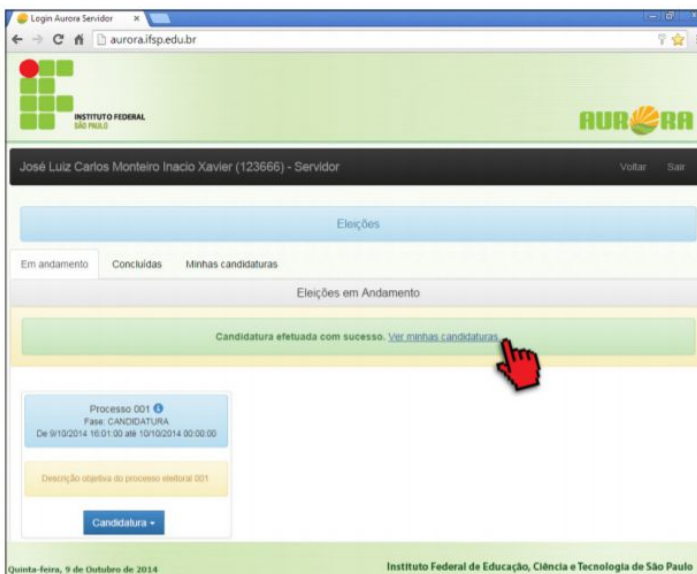 Login Aurora Servidor
aurora.ifsp.edu.br
INSTITUTO FEDERAL
SÃO PAULO
AURORA
José Luiz Carlos Monteiro Inacio Xavier (123666) - Servidor Voltar Sair
Eleições
Em andamento Concluídas Minhas candidaturas
Eleições em Andamento
Candidatura efetuada com sucesso. Ver minhas candidaturas
Processo 001
Fase: CANDIDATURA
De 9/10/2014 16:01:00 até 10/10/2014 00:00:00
Descrição objetiva do processo eleitoral 001
Candidatura
Quinta-feira, 9 de Outubro de 2014 Instituto Federal de Educação, Ciência e Tecnologia de São Paulo